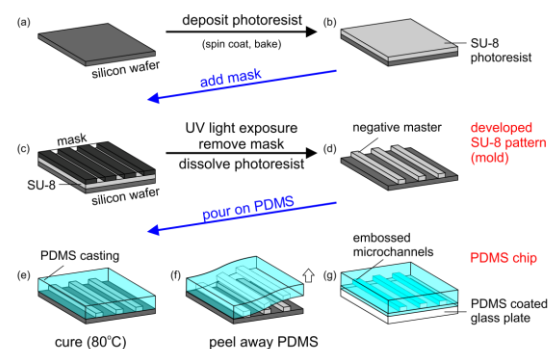 (a)
silicon wafer
deposit photoresist
(spin coat, bake)
(b)
SU-8
photoresist
add mask
(c)
mask
SU-8
silicon wafer
UV light exposure
remove mask
dissolve photoresist
(d)
negative master
developed
SU-8 pattern
(mold)
pour on PDMS
(e)
PDMS casting
cure (80°C)
(f)
peel away PDMS
(g)
embossed
microchannels
PDMS chip
PDMS coated
glass plate